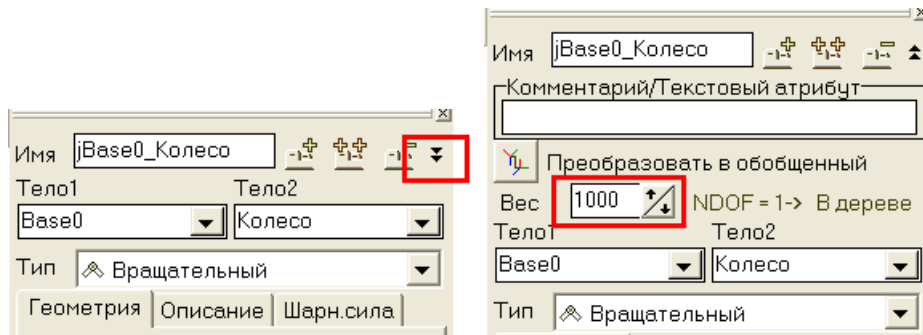 Имя jBase0_Колесо
Тело1 Тело2
Base0 Колесо
Тип Вращательный
Геометрия Описание Шарн.сила
Имя jBase0_Колесо
Комментарий/Текстовый атрибут
Преобразовать в обобщенный
Вес 1000 NDOF = 1-> В дереве
Тело1 Тело2
Base0 Колесо
Тип Вращательный